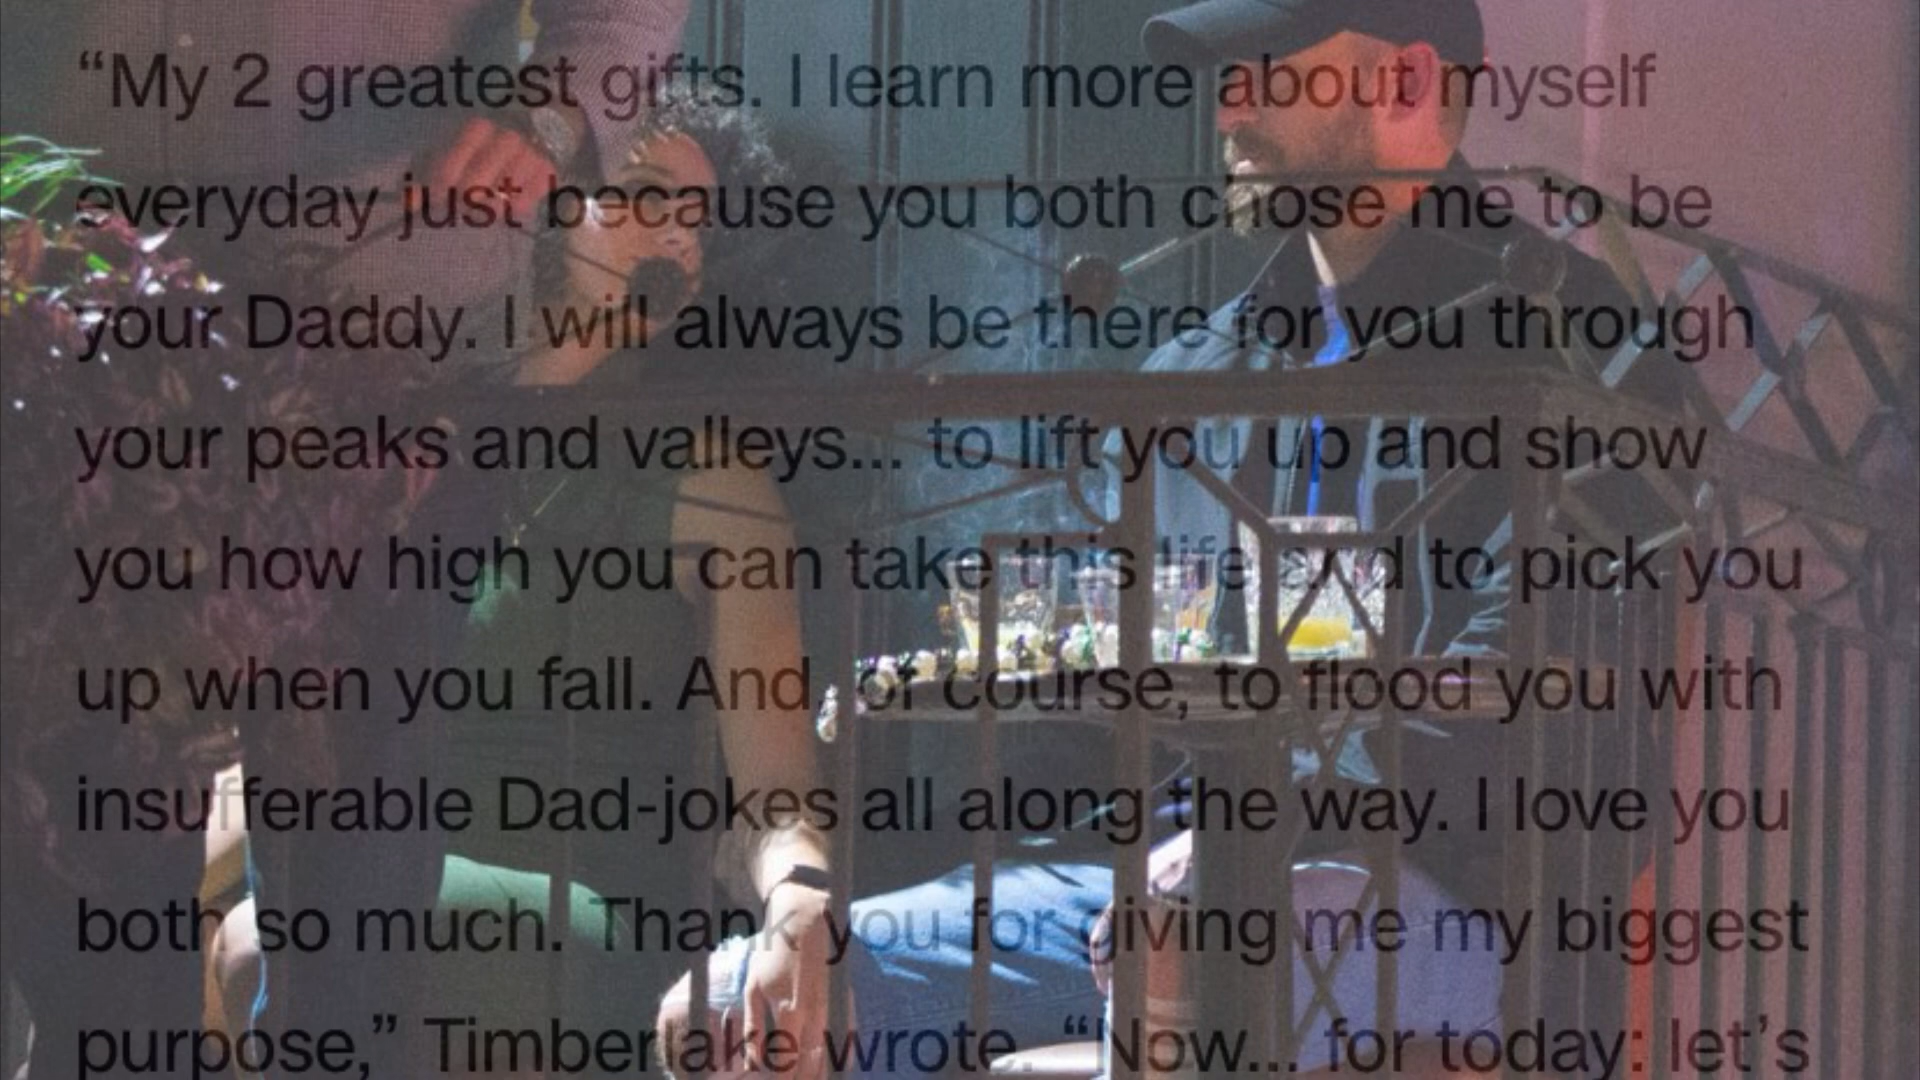 “My 2 greatest gifts. I learn more about myself
everyday just because you both chose me to be
your Daddy. I will always be there for you through
your peaks and valleys... to lift you up and show
you how high you can take this life and to pick you
up when you fall. And, of course, to flood you with
insufferable Dad-jokes all along the way. I love you
both so much. Thank you for giving me my biggest
purpose,” Timberlake wrote. “Now... for today: let’s